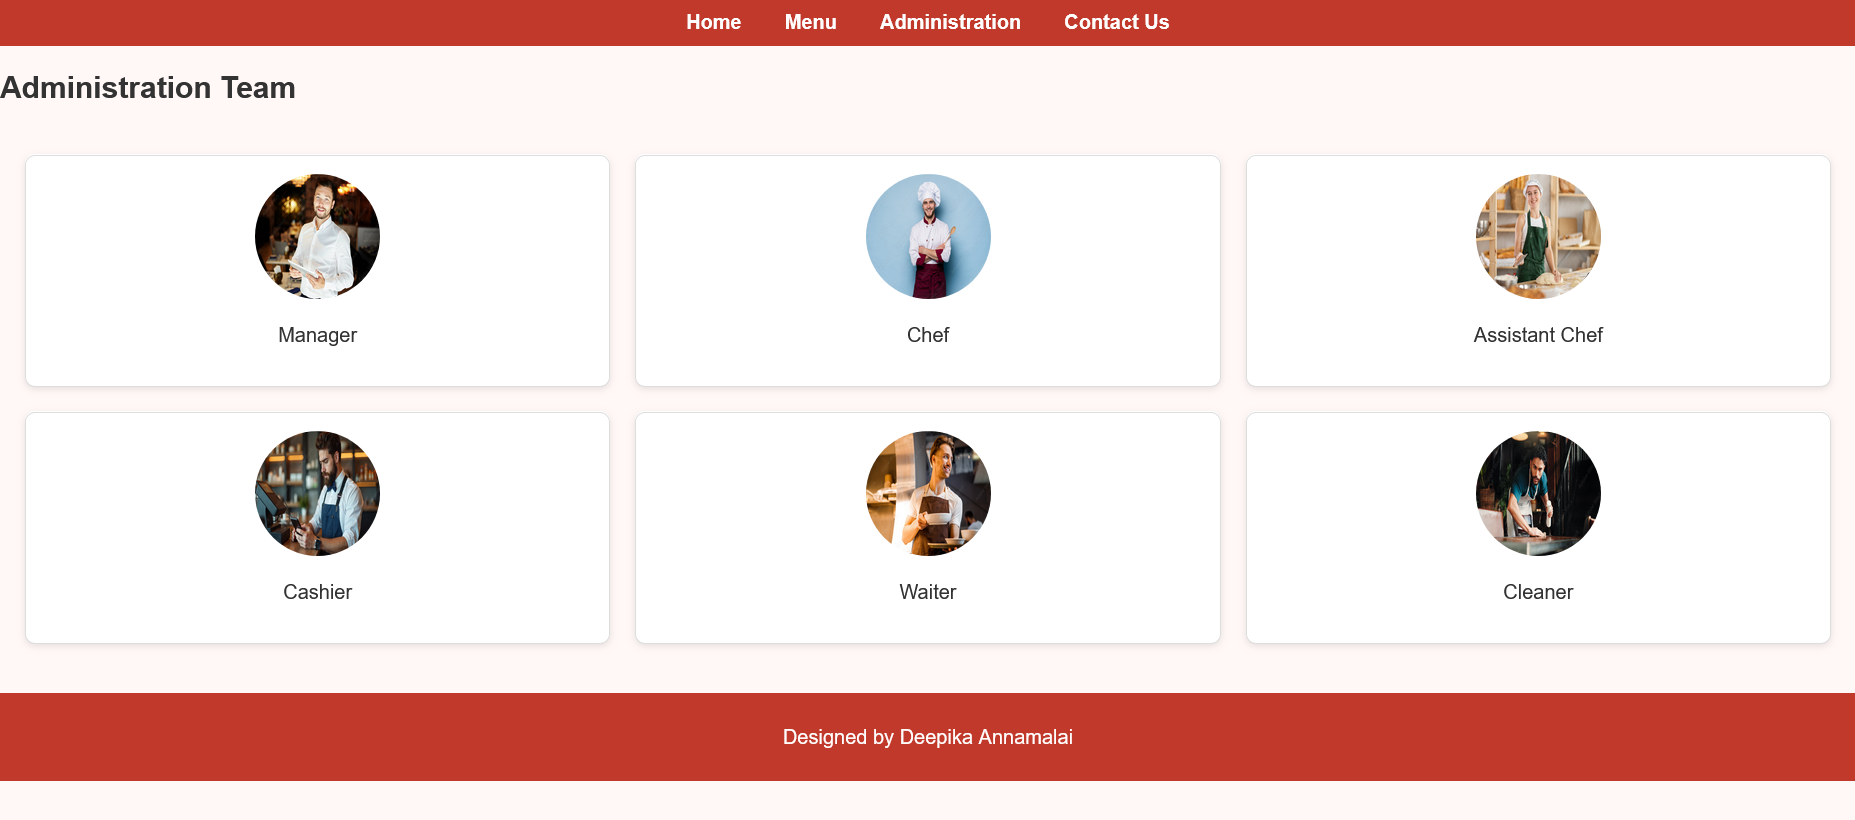 Home Menu Administration Contact Us
Administration Team
Manager Chef Assistant Chef
Cashier Waiter Cleaner
Designed by Deepika Annamalai